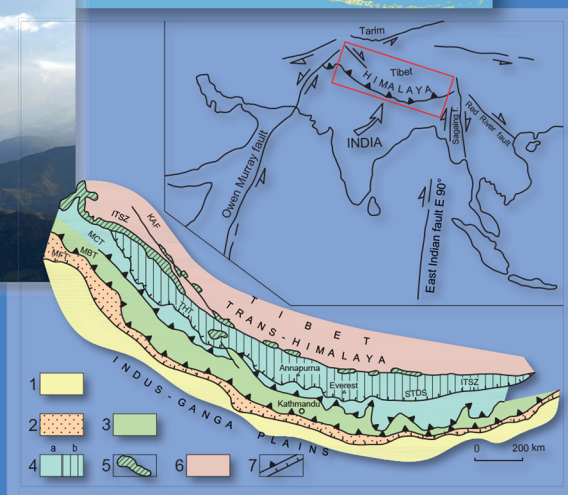 Tarim
Tibet
HIMALAYA
INDIA
Owen Murray fault
Sagaing f.
Red River fault
East Indian fault E 90°
ITSZ
KAF
MCT
MBT
MFT
THT
TIBET
TRANS-HIMALAYA
Annapurna
Everest
STDS
ITSZ
Kathmandu
INDUS-GANGA PLAINS
1
2
3
a b
4
5
6
7
0 200 km